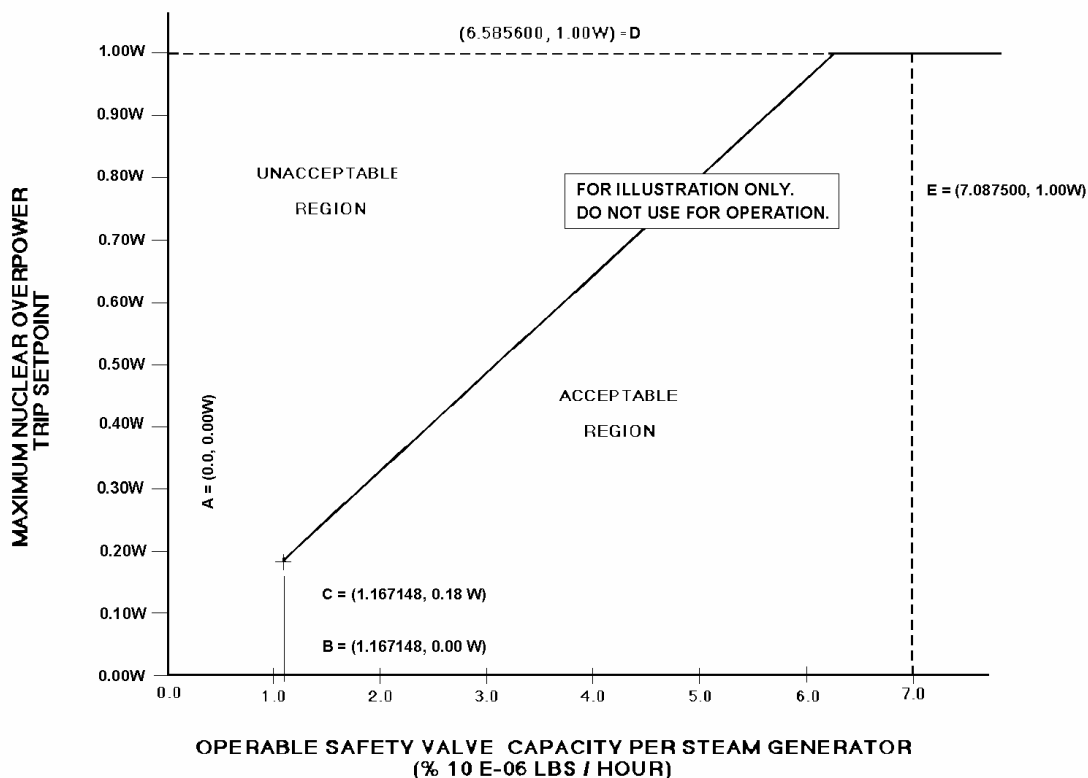 (6.585600, 1.00W) = D
1.00W
0.90W
0.80W
0.70W
0.60W
0.50W
0.40W
0.30W
0.20W
0.10W
0.00W
MAXIMUM NUCLEAR OVERPOWER
TRIP SETPOINT
UNACCEPTABLE
REGION
FOR ILLUSTRATION ONLY.
DO NOT USE FOR OPERATION.
E = (7.087500, 1.00W)
ACCEPTABLE
REGION
A = (0.0, 0.00W)
C = (1.167148, 0.18 W)
B = (1.167148, 0.00 W)
0.0 1.0 2.0 3.0 4.0 5.0 6.0 7.0
OPERABLE SAFETY VALVE CAPACITY PER STEAM GENERATOR
(% 10 E-06 LBS / HOUR)